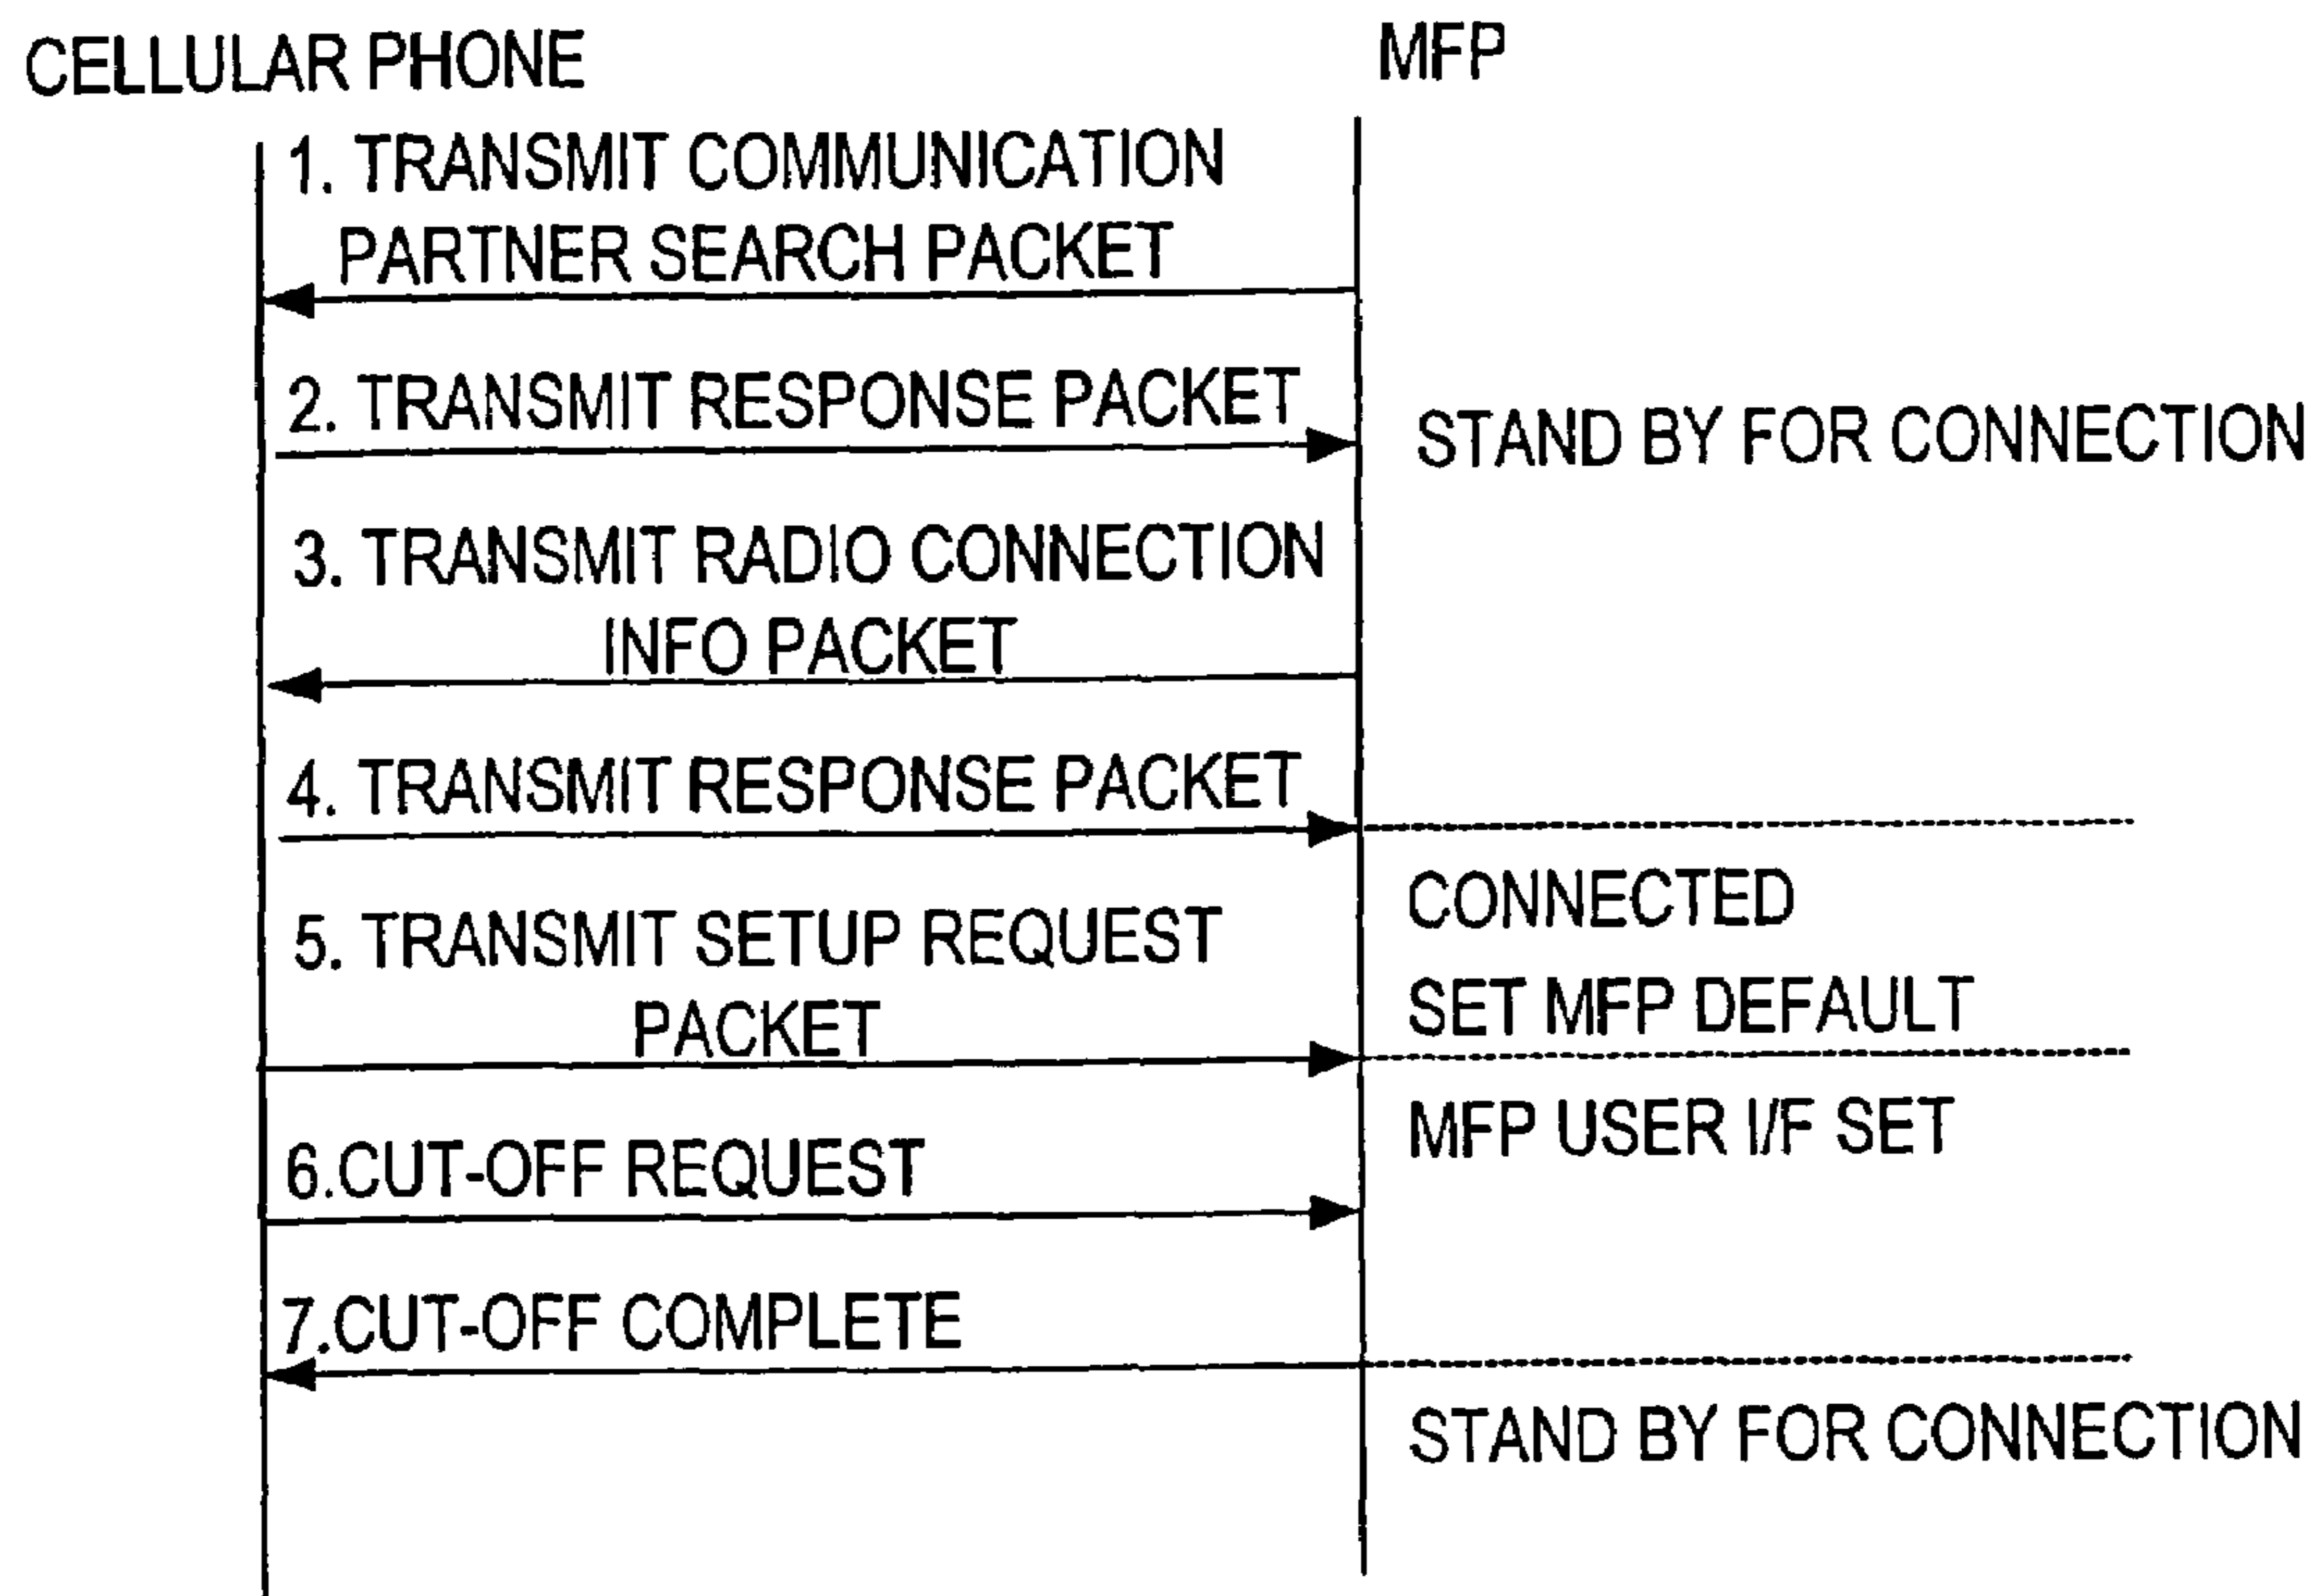 CELLULAR PHONE
MFP
1. TRANSMIT COMMUNICATION
PARTNER SEARCH PACKET
2. TRANSMIT RESPONSE PACKET
STAND BY FOR CONNECTION
3. TRANSMIT RADIO CONNECTION
INFO PACKET
4. TRANSMIT RESPONSE PACKET
CONNECTED
5. TRANSMIT SETUP REQUEST
PACKET
SET MFP DEFAULT
MFP USER I/F SET
6.CUT-OFF REQUEST
7.CUT-OFF COMPLETE
STAND BY FOR CONNECTION